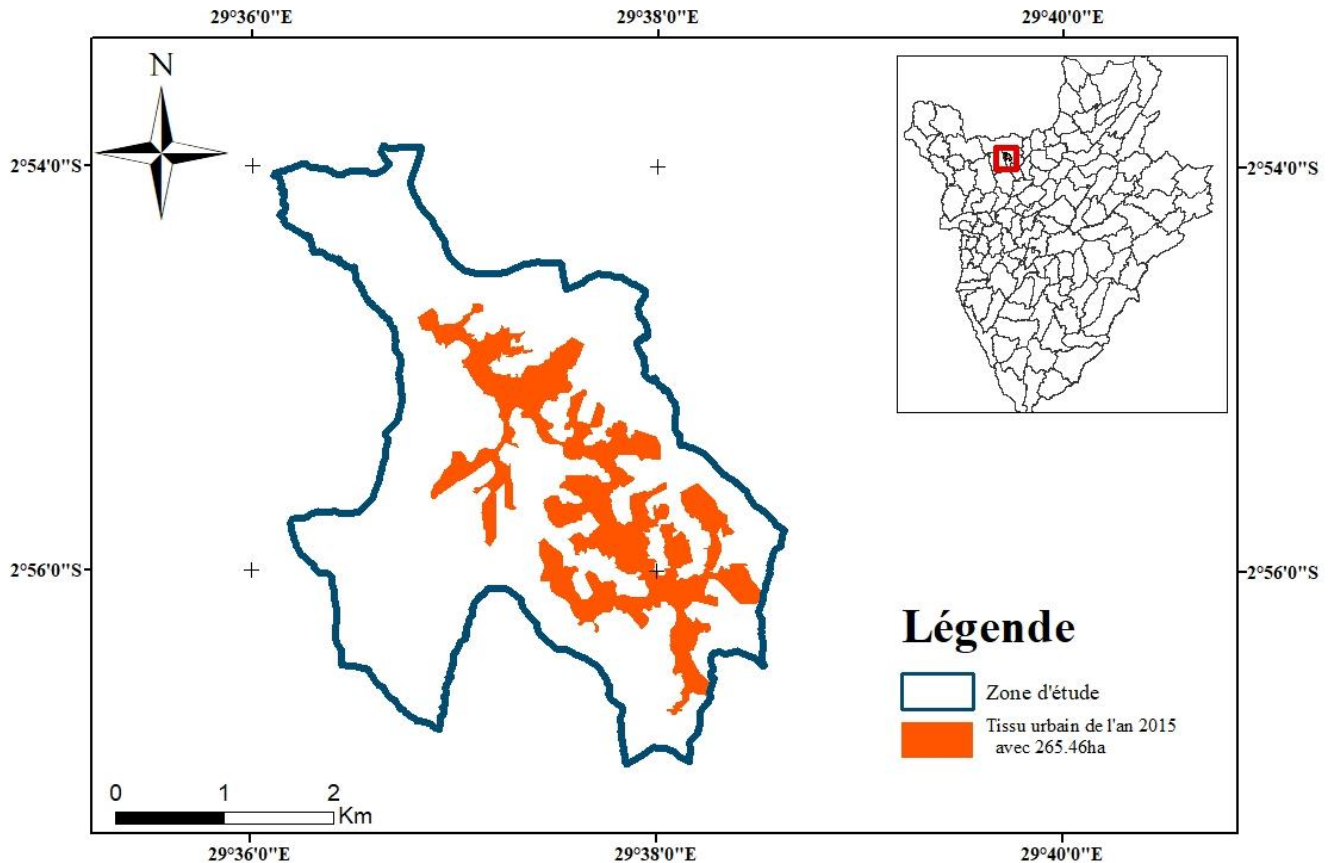 29°36'0"E 29°38'0"E 29°40'0"E
N
2°54'0"S 2°54'0"S
2°56'0"S 2°56'0"S
Légende
Zone d'étude
Tissu urbain de l'an 2015
avec 265.46ha
0 1 2
Km
29°36'0"E 29°38'0"E 29°40'0"E